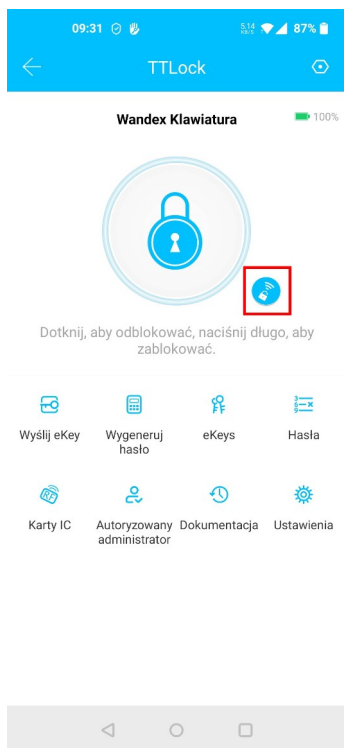 09:31
5.14
KB/S
87%
TTLock
Wandex Klawiatura
100%
Dotknij, aby odblokować, naciśnij długo, aby
zablokować.
Wyślij eKey
Wygeneruj
hasło
eKeys
Hasła
Karty IC
Autoryzowany
administrator
Dokumentacja
Ustawienia